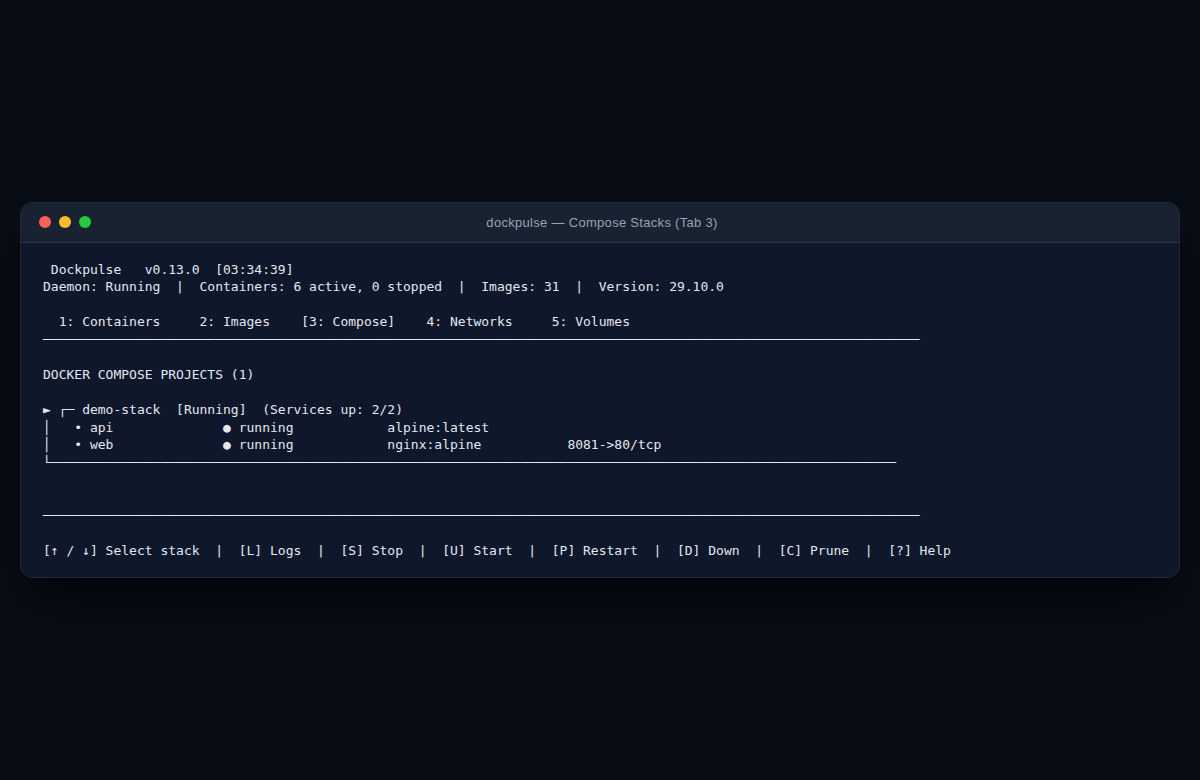 dockpulse — Compose Stacks (Tab 3)
Dockpulse   v0.13.0  [03:34:39]
Daemon: Running  |  Containers: 6 active, 0 stopped  |  Images: 31  |  Version: 29.10.0
1: Containers     2: Images    [3: Compose]    4: Networks     5: Volumes
DOCKER COMPOSE PROJECTS (1)
► ┌─ demo-stack  [Running]  (Services up: 2/2)
│   • api              ● running            alpine:latest
│   • web              ● running            nginx:alpine           8081->80/tcp
[↑ / ↓] Select stack  |  [L] Logs  |  [S] Stop  |  [U] Start  |  [P] Restart  |  [D] Down  |  [C] Prune  |  [?] Help